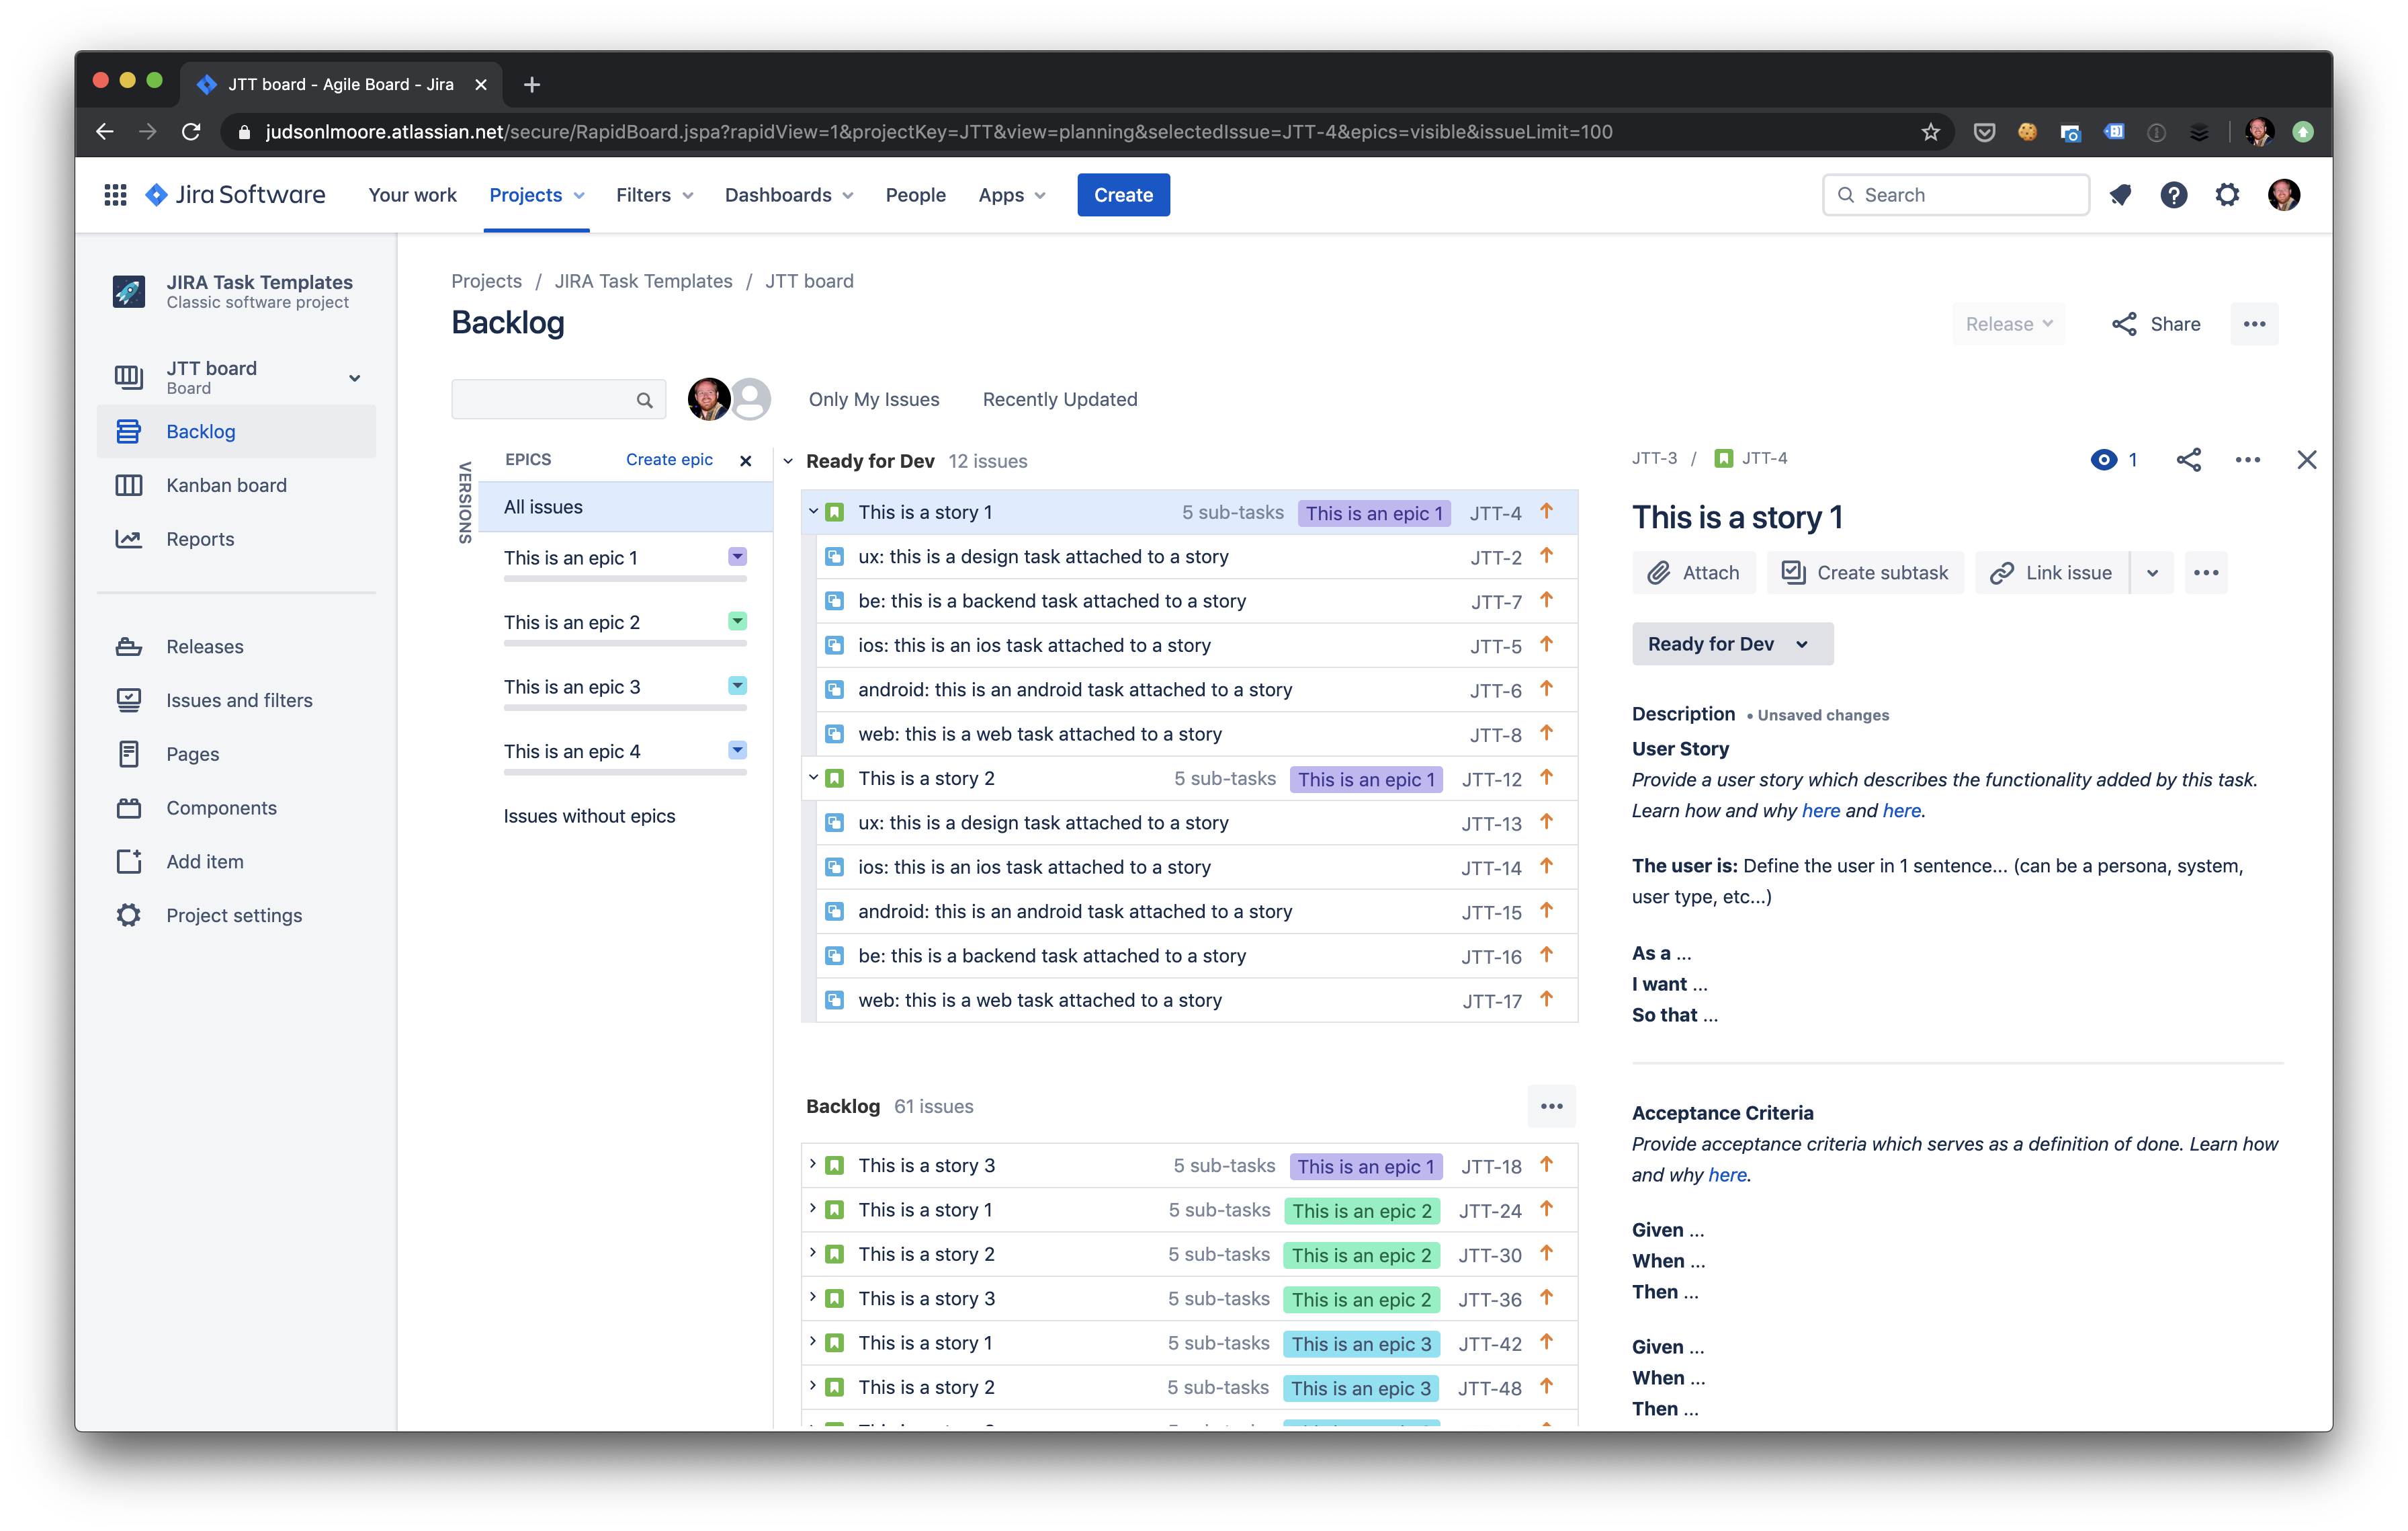 JTT board - Agile Board - Jira
judsonlmoore.atlassian.net/secure/RapidBoard.jspa?rapidView=1&projectKey=JTT&view=planning&selectedIssue=JTT-4&epics=visible&issueLimit=100
Jira Software Your work Projects Filters Dashboards People Apps Create Search
JIRA Task Templates
Classic software project
JTT board
Board
Backlog
Kanban board
Reports
Releases
Issues and filters
Pages
Components
Add item
Project settings
Projects / JIRA Task Templates / JTT board
Backlog
Release Share
Only My Issues Recently Updated
VERSIONS
EPICS Create epic
All issues
This is an epic 1
This is an epic 2
This is an epic 3
This is an epic 4
Issues without epics
Ready for Dev 12 issues
This is a story 1 5 sub-tasks This is an epic 1 JTT-4
ux: this is a design task attached to a story JTT-2
be: this is a backend task attached to a story JTT-7
ios: this is an ios task attached to a story JTT-5
android: this is an android task attached to a story JTT-6
web: this is a web task attached to a story JTT-8
This is a story 2 5 sub-tasks This is an epic 1 JTT-12
ux: this is a design task attached to a story JTT-13
ios: this is an ios task attached to a story JTT-14
android: this is an android task attached to a story JTT-15
be: this is a backend task attached to a story JTT-16
web: this is a web task attached to a story JTT-17
Backlog 61 issues
This is a story 3 5 sub-tasks This is an epic 1 JTT-18
This is a story 1 5 sub-tasks This is an epic 2 JTT-24
This is a story 2 5 sub-tasks This is an epic 2 JTT-30
This is a story 3 5 sub-tasks This is an epic 2 JTT-36
This is a story 1 5 sub-tasks This is an epic 3 JTT-42
This is a story 2 5 sub-tasks This is an epic 3 JTT-48
JTT-3 / JTT-4 1
This is a story 1
Attach Create subtask Link issue
Ready for Dev
Description • Unsaved changes
User Story
Provide a user story which describes the functionality added by this task.
Learn how and why here and here.
The user is: Define the user in 1 sentence... (can be a persona, system,
user type, etc...)
As a ...
I want ...
So that ...
Acceptance Criteria
Provide acceptance criteria which serves as a definition of done. Learn how
and why here.
Given ...
When ...
Then ...
Given ...
When ...
Then ...